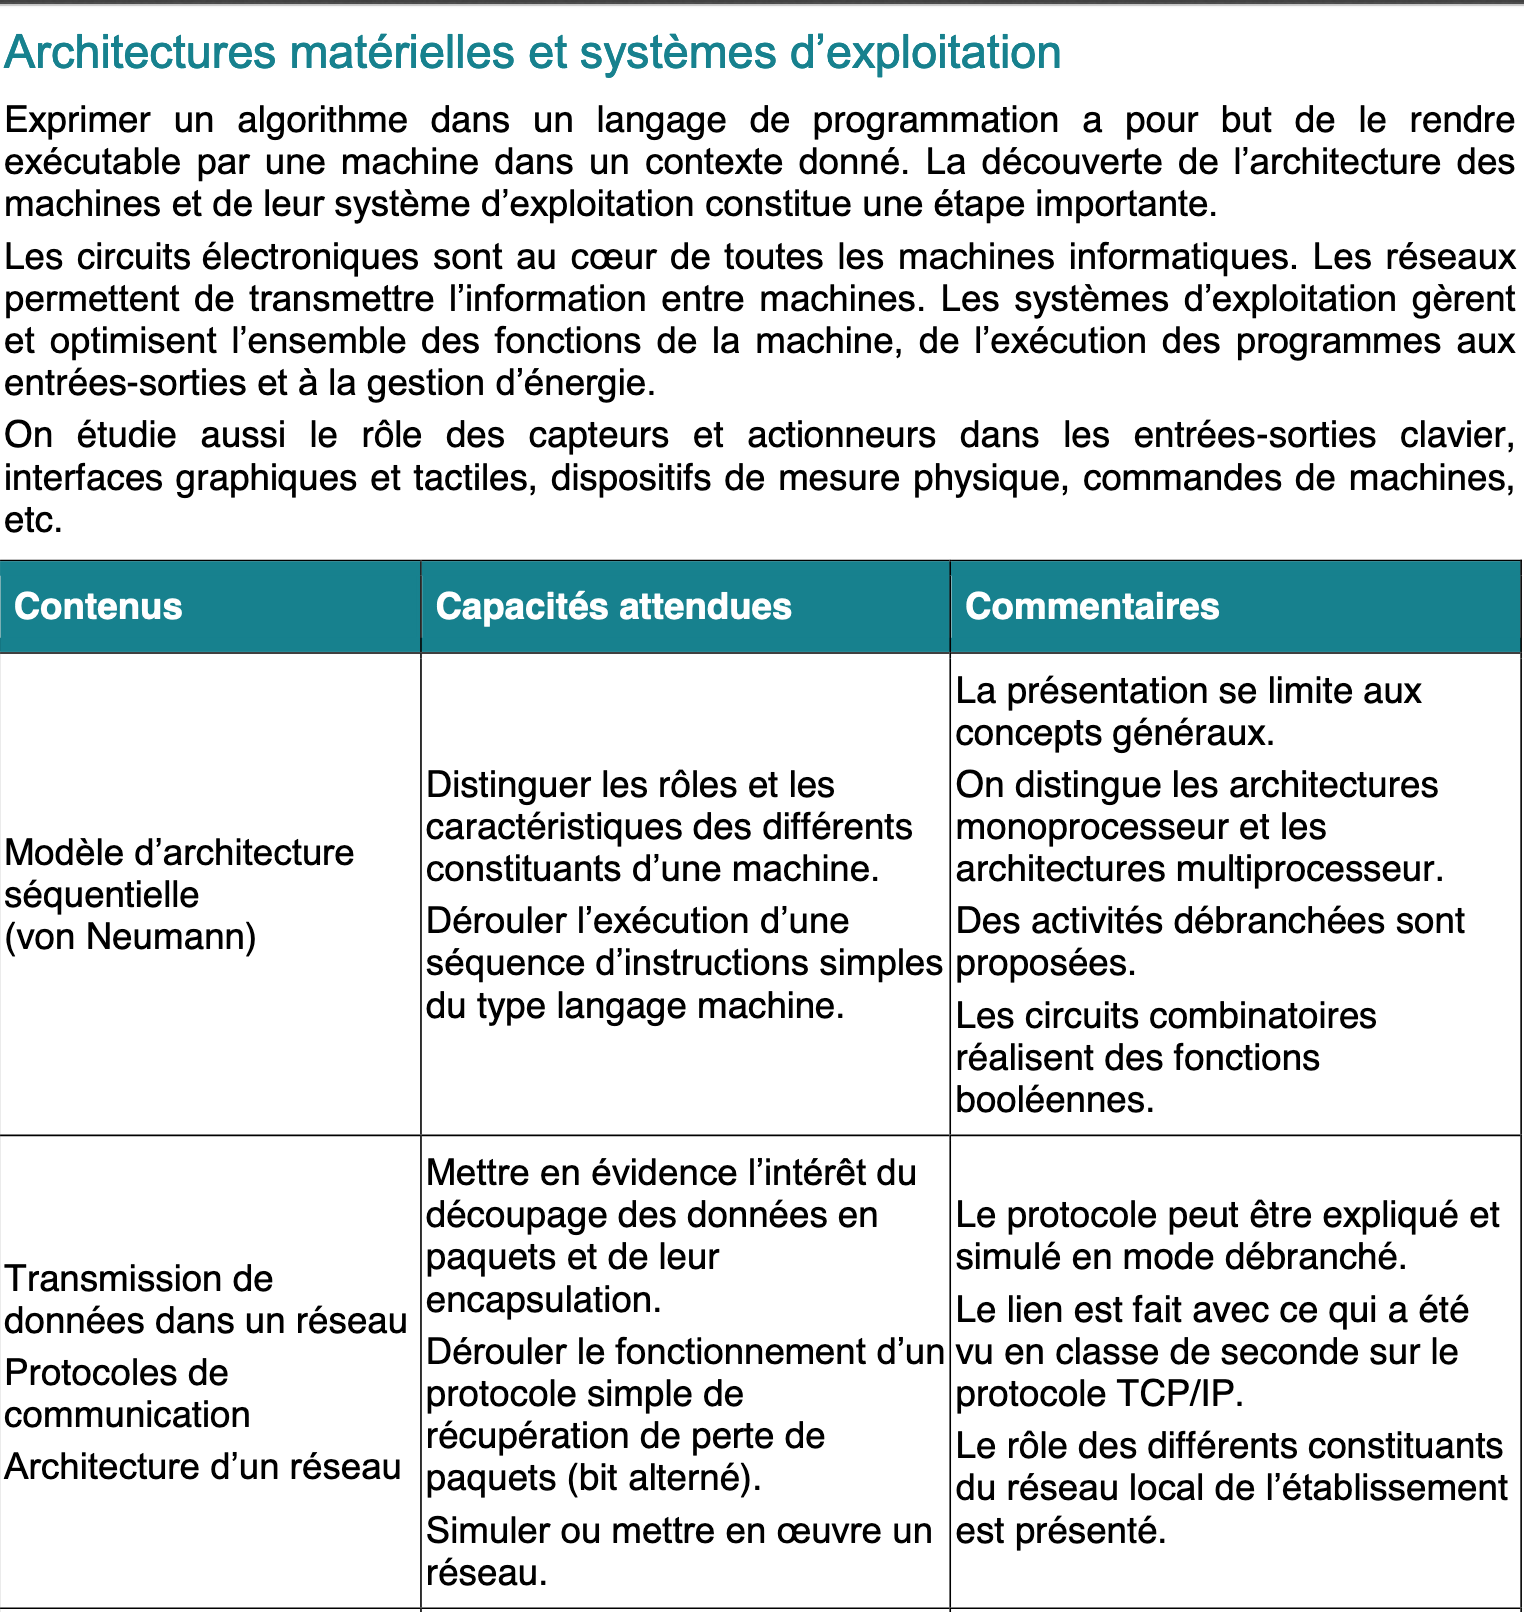 Architectures matérielles et systèmes d’exploitation
Exprimer un algorithme dans un langage de programmation a pour but de le rendre
exécutable par une machine dans un contexte donné. La découverte de l’architecture des
machines et de leur système d’exploitation constitue une étape importante.
Les circuits électroniques sont au cœur de toutes les machines informatiques. Les réseaux
permettent de transmettre l’information entre machines. Les systèmes d’exploitation gèrent
et optimisent l’ensemble des fonctions de la machine, de l’exécution des programmes aux
entrées-sorties et à la gestion d’énergie.
On étudie aussi le rôle des capteurs et actionneurs dans les entrées-sorties clavier,
interfaces graphiques et tactiles, dispositifs de mesure physique, commandes de machines,
etc.
Contenus
Capacités attendues
Commentaires
Modèle d’architecture
séquentielle
(von Neumann)
Distinguer les rôles et les
caractéristiques des différents
constituants d’une machine.
Dérouler l’exécution d’une
séquence d’instructions simples
du type langage machine.
La présentation se limite aux
concepts généraux.
On distingue les architectures
monoprocesseur et les
architectures multiprocesseur.
Des activités débranchées sont
proposées.
Les circuits combinatoires
réalisent des fonctions
booléennes.
Transmission de
données dans un réseau
Protocoles de
communication
Architecture d’un réseau
Mettre en évidence l’intérêt du
découpage des données en
paquets et de leur
encapsulation.
Dérouler le fonctionnement d’un
protocole simple de
récupération de perte de
paquets (bit alterné).
Simuler ou mettre en œuvre un
réseau.
Le protocole peut être expliqué et
simulé en mode débranché.
Le lien est fait avec ce qui a été
vu en classe de seconde sur le
protocole TCP/IP.
Le rôle des différents constituants
du réseau local de l’établissement
est présenté.